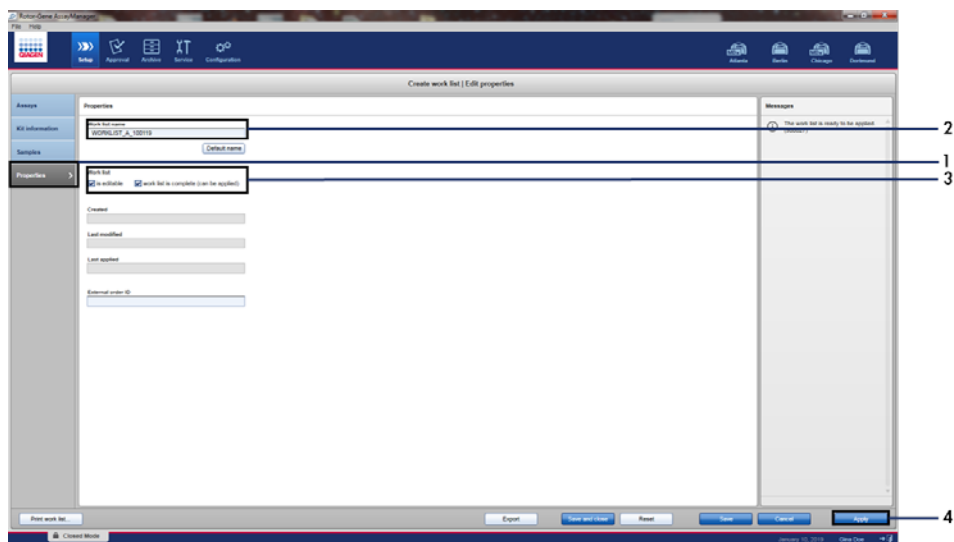 Rotor-Gene AssayManager
File Help
QIAGEN
Setup Approval Archive Service Configuration
Atlanta Berlin Chicago Dortmund
Create work list | Edit properties
Assays
Kit information
Samples
Properties
Properties
Work list name
WORKLIST_A_100119
Default name
Work list
is editable work list is complete (can be applied)
Created
Last modified
Last applied
External order ID
Messages
The work list is ready to be applied.
2
1
3
4
Print work list...
Export Save and close Reset Save Cancel Apply
Closed Mode
January 10, 2019 Gina Doe